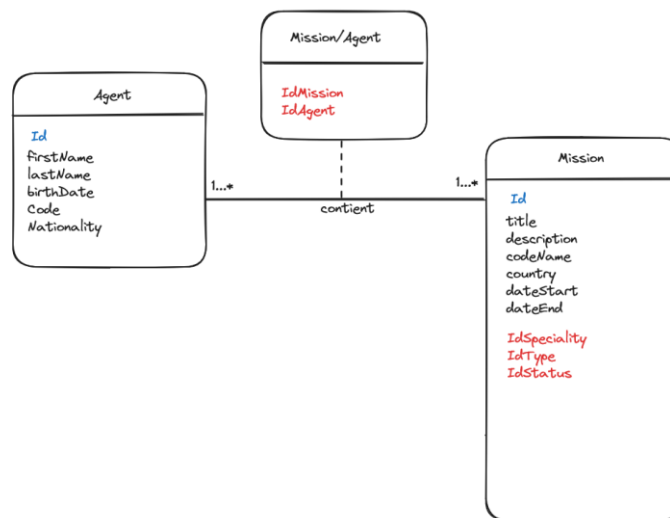 Mission/Agent
IdMission
IdAgent
Agent
Id
firstName
lastName
birthDate
Code
Nationality
1...*
1...*
contient
Mission
Id
title
description
codeName
country
dateStart
dateEnd
IdSpeciality
IdType
IdStatus